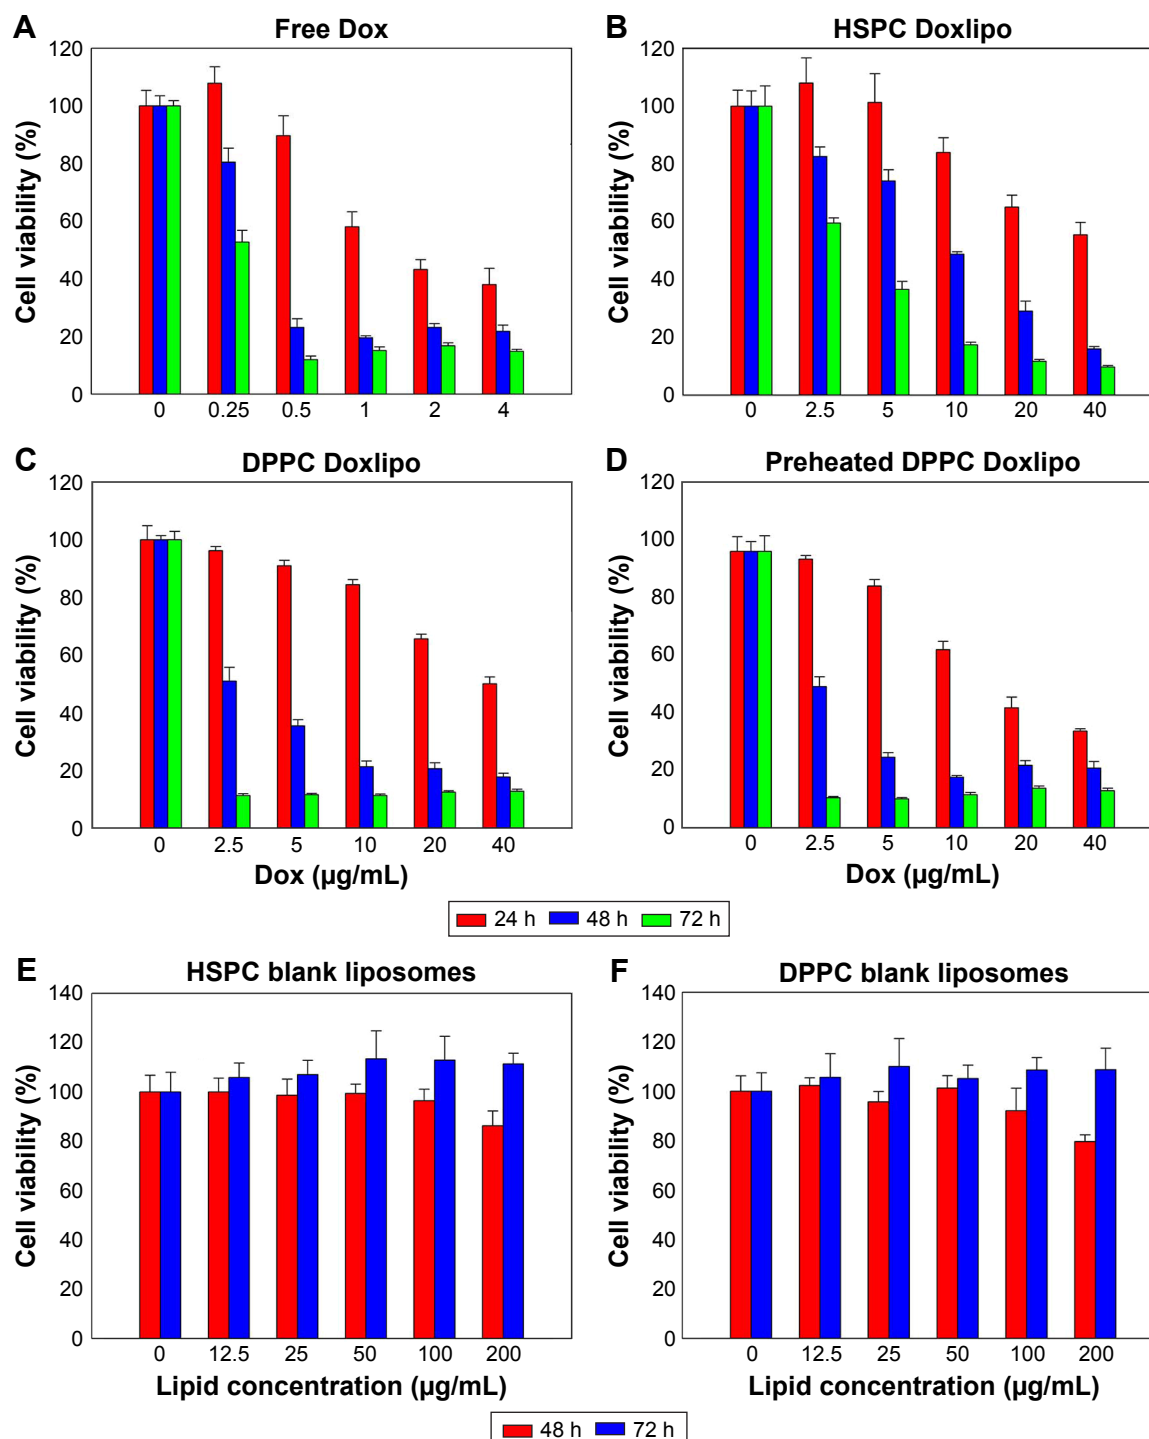 A Free Dox
Cell viability (%)
120
100
80
60
40
20
0
0 0.25 0.5 1 2 4
B HSPC Doxlipo
Cell viability (%)
120
100
80
60
40
20
0
0 2.5 5 10 20 40
C DPPC Doxlipo
Cell viability (%)
120
100
80
60
40
20
0
0 2.5 5 10 20 40
Dox (µg/mL)
D Preheated DPPC Doxlipo
Cell viability (%)
120
100
80
60
40
20
0
0 2.5 5 10 20 40
Dox (µg/mL)
24 h 48 h 72 h
E HSPC blank liposomes
Cell viability (%)
140
120
100
80
60
40
20
0
0 12.5 25 50 100 200
Lipid concentration (µg/mL)
F DPPC blank liposomes
Cell viability (%)
140
120
100
80
60
40
20
0
0 12.5 25 50 100 200
Lipid concentration (µg/mL)
48 h 72 h